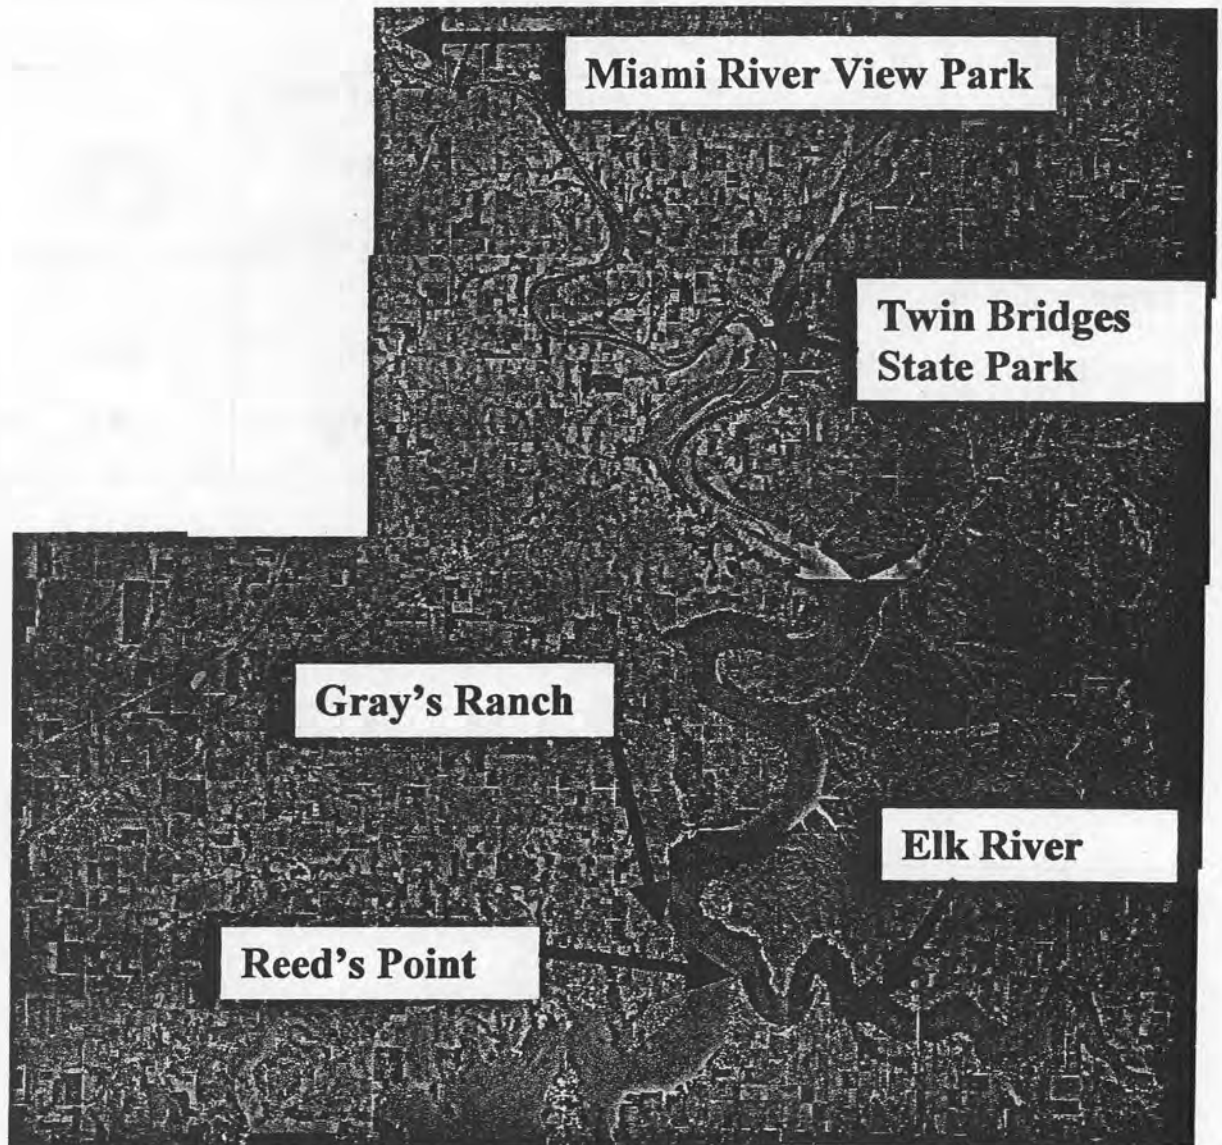 Miami River View Park
Twin Bridges
State Park
Gray's Ranch
Elk River
Reed's Point